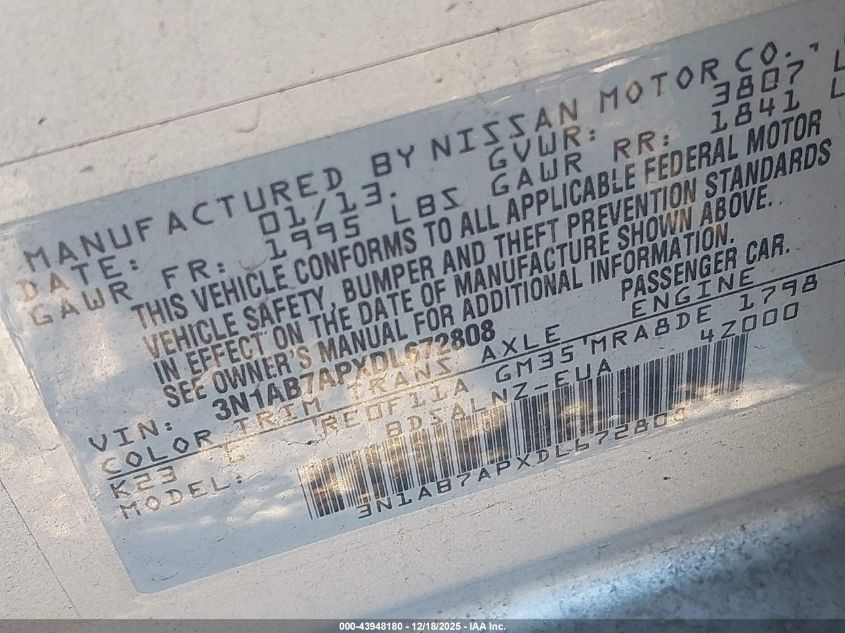 MANUFACTURED BY NISSAN MOTOR CO.,
DATE: 01/13. GVWR: 3807 L
GAWR FR: 1995 LBS GAWR RR: 1841 L
THIS VEHICLE CONFORMS TO ALL APPLICABLE FEDERAL MOTOR
VEHICLE SAFETY, BUMPER AND THEFT PREVENTION STANDARDS
IN EFFECT ON THE DATE OF MANUFACTURE SHOWN ABOVE.
SEE OWNER'S MANUAL FOR ADDITIONAL INFORMATION.
VIN: 3N1AB7APXDL672808 PASSENGER CAR.
COLOR TRIM TRANS AXLE ENGINE
K23 RE0F11A GM35 MRA8DE 1798
MODEL: BDSALNZ-EUA 4Z000
3N1AB7APXDL672808
000-43948180 - 12/18/2025 - IAA Inc.